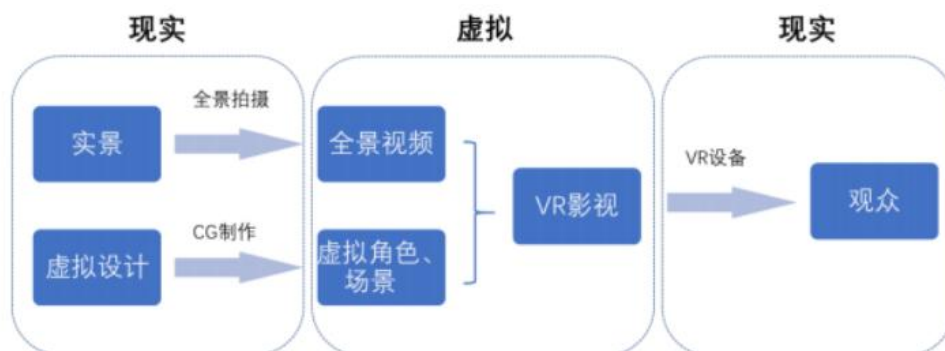 现实
虚拟
现实
实景
全景拍摄
全景视频
虚拟设计
CG制作
虚拟角色、
场景
VR影视
VR设备
观众